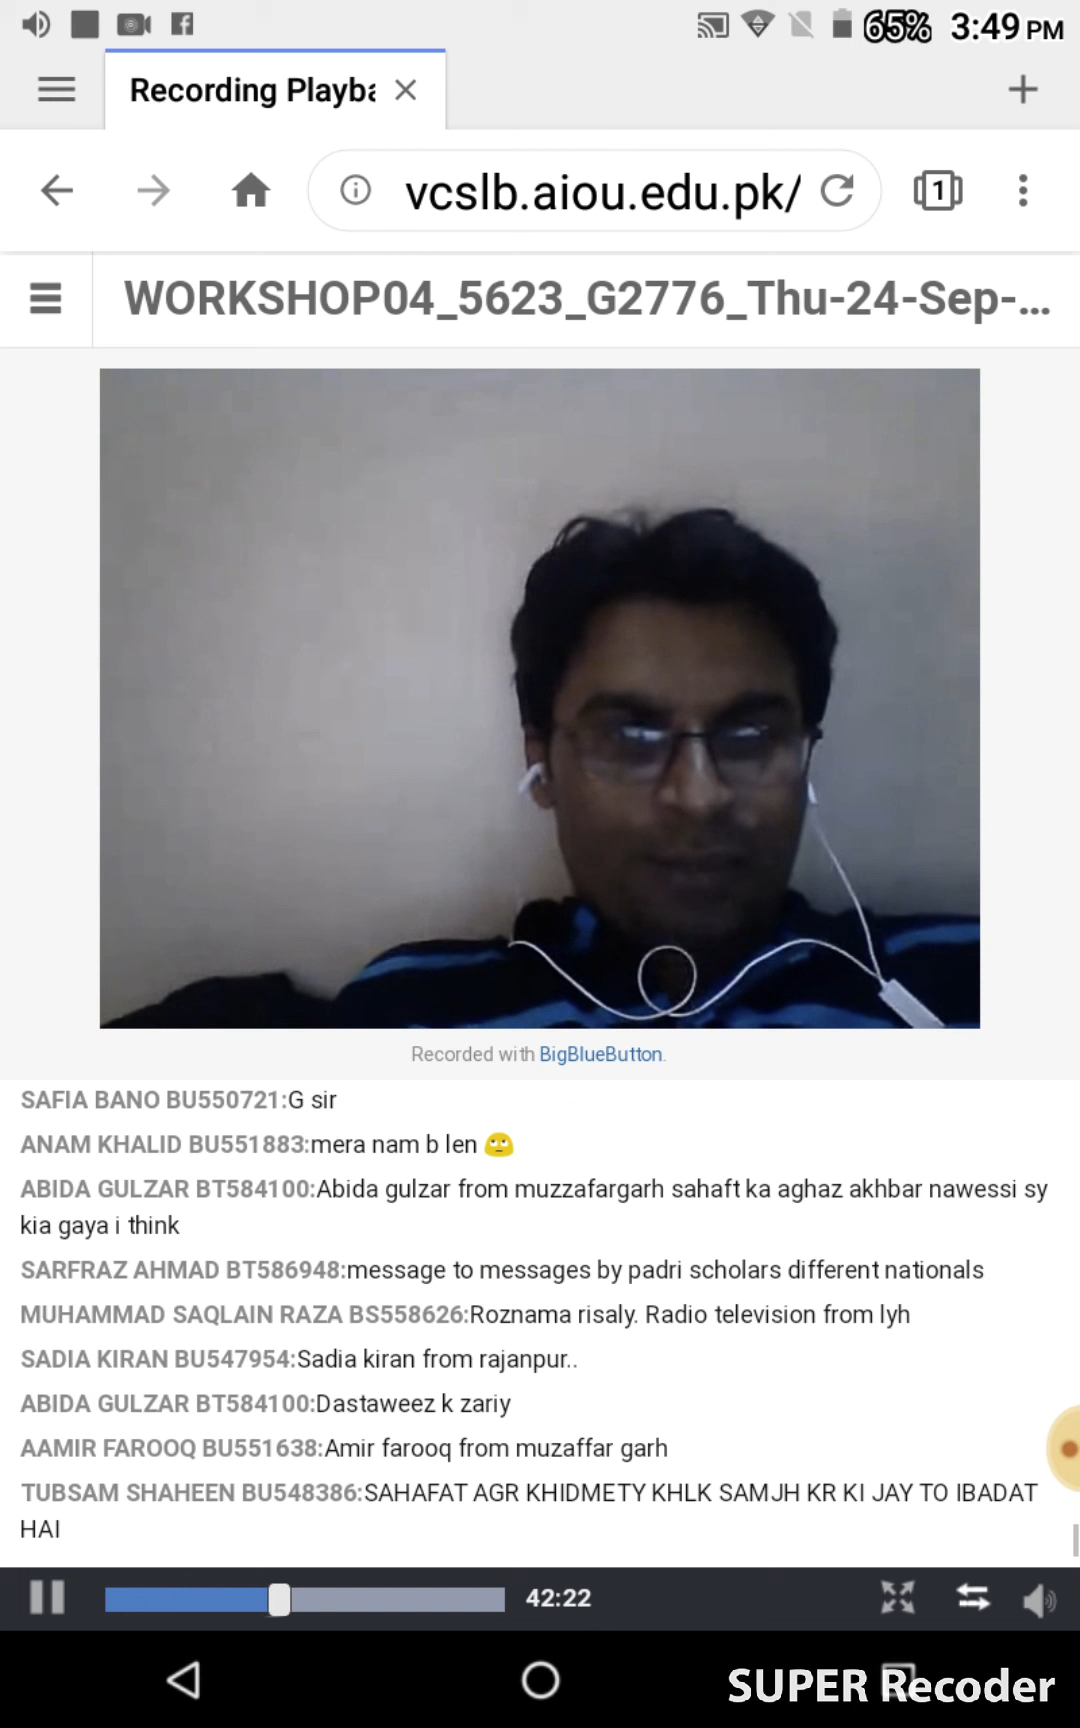 65% 3:49 PM
Recording Playba
vcslb.aiou.edu.pk/
1
WORKSHOP04_5623_G2776_Thu-24-Sep-...
Recorded with BigBlueButton.
SAFIA BANO BU550721:G sir
ANAM KHALID BU551883:mera nam b len 🙄
ABIDA GULZAR BT584100:Abida gulzar from muzzafargarh sahaft ka aghaz akhbar nawessi sy
kia gaya i think
SARFRAZ AHMAD BT586948:message to messages by padri scholars different nationals
MUHAMMAD SAQLAIN RAZA BS558626:Roznama risaly. Radio television from lyh
SADIA KIRAN BU547954:Sadia kiran from rajanpur..
ABIDA GULZAR BT584100:Dastaweez k zariy
AAMIR FAROOQ BU551638:Amir farooq from muzaffar garh
TUBSAM SHAHEEN BU548386:SAHAFAT AGR KHIDMETY KHLK SAMJH KR KI JAY TO IBADAT
HAI
42:22
SUPER Recoder